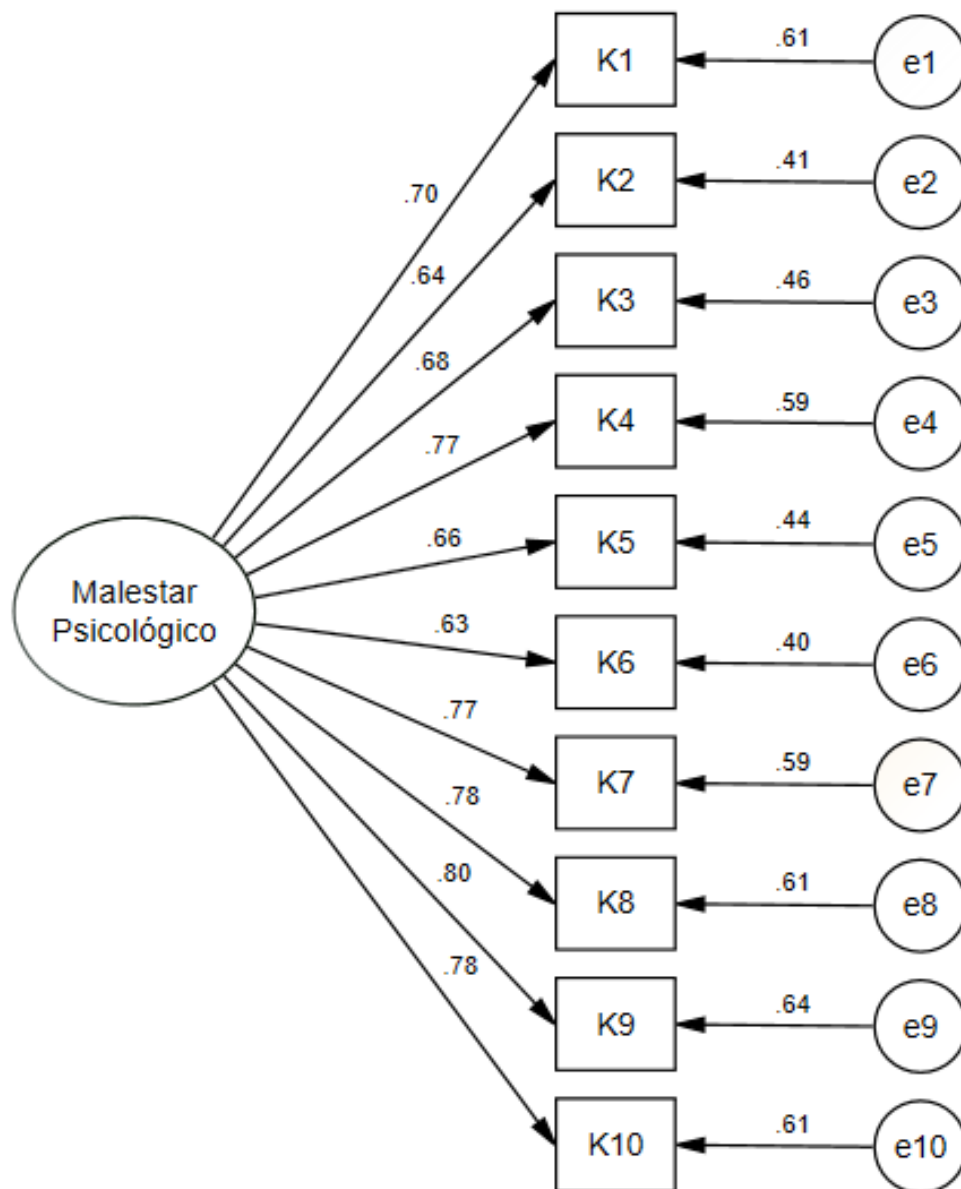 K1
.61
e1
.70
K2
.41
e2
.64
K3
.46
e3
.68
K4
.59
e4
.77
K5
.44
e5
.66
Malestar
Psicológico
K6
.40
e6
.63
K7
.59
e7
.77
K8
.61
e8
.78
K9
.64
e9
.80
K10
.61
e10
.78